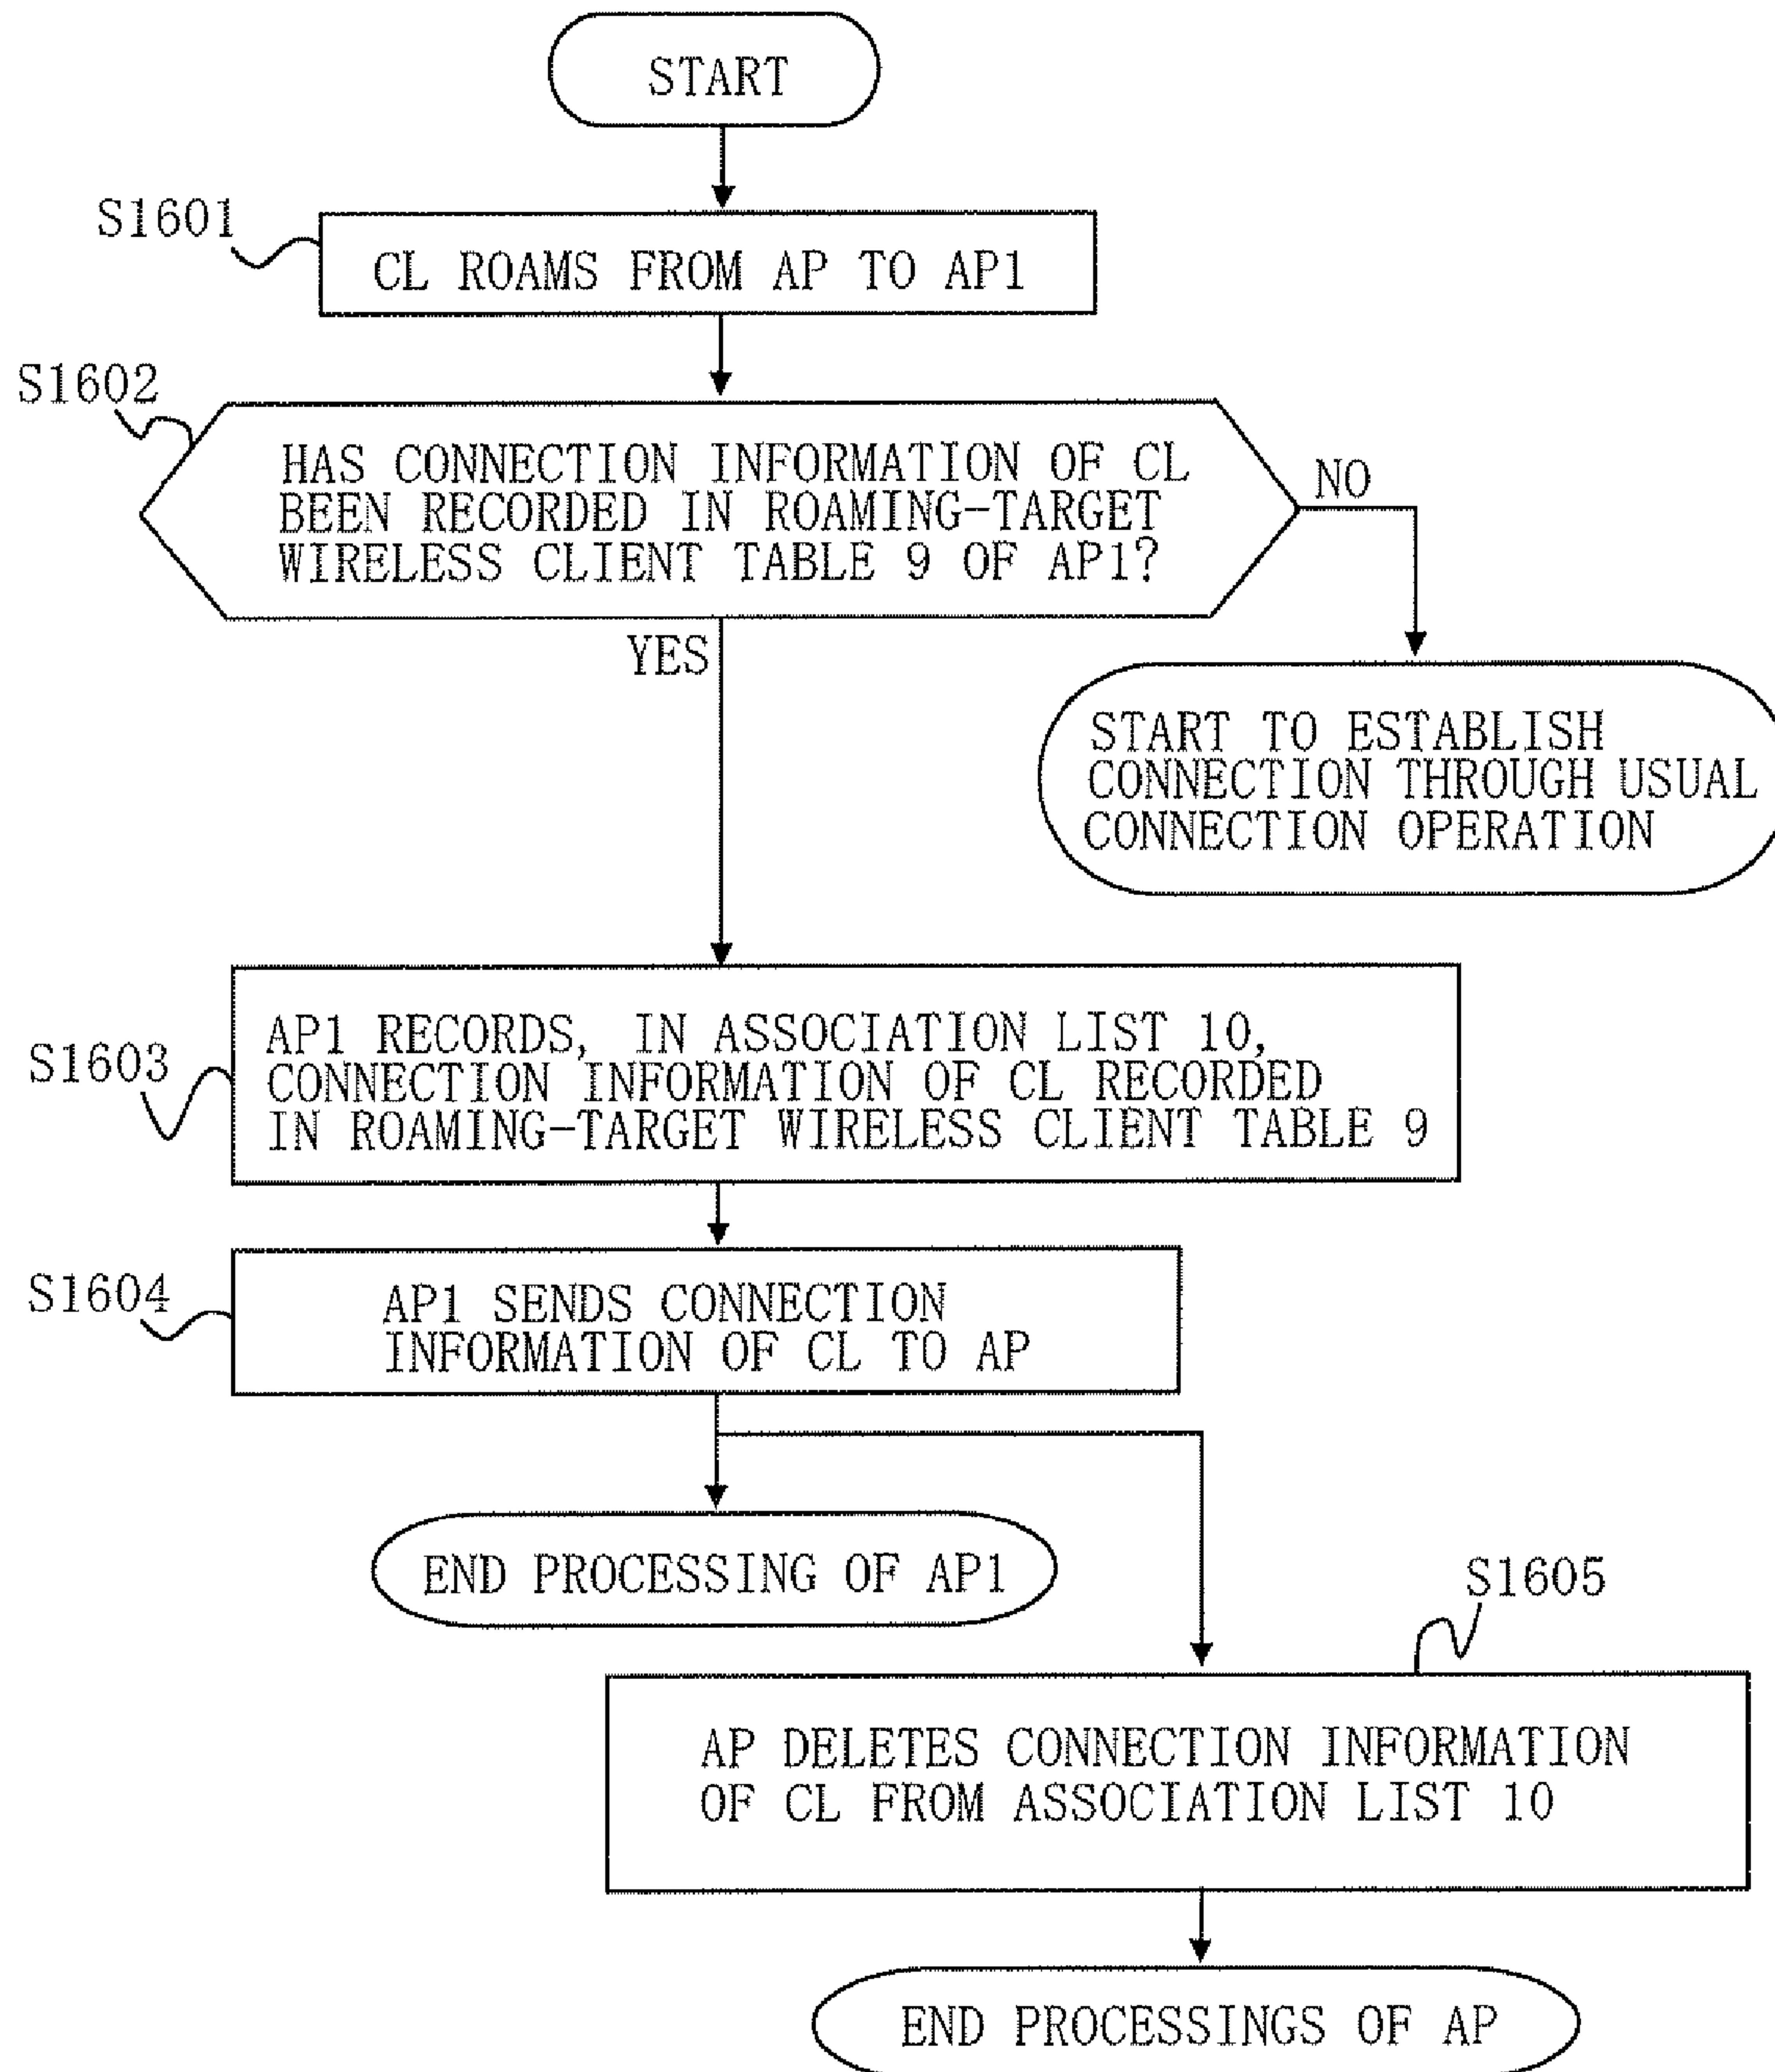 START
S1601
CL ROAMS FROM AP TO AP1
S1602
HAS CONNECTION INFORMATION OF CL
BEEN RECORDED IN ROAMING-TARGET
WIRELESS CLIENT TABLE 9 OF AP1?
NO
YES
START TO ESTABLISH
CONNECTION THROUGH USUAL
CONNECTION OPERATION
S1603
AP1 RECORDS, IN ASSOCIATION LIST 10,
CONNECTION INFORMATION OF CL RECORDED
IN ROAMING-TARGET WIRELESS CLIENT TABLE 9
S1604
AP1 SENDS CONNECTION
INFORMATION OF CL TO AP
END PROCESSING OF AP1
S1605
AP DELETES CONNECTION INFORMATION
OF CL FROM ASSOCIATION LIST 10
END PROCESSINGS OF AP